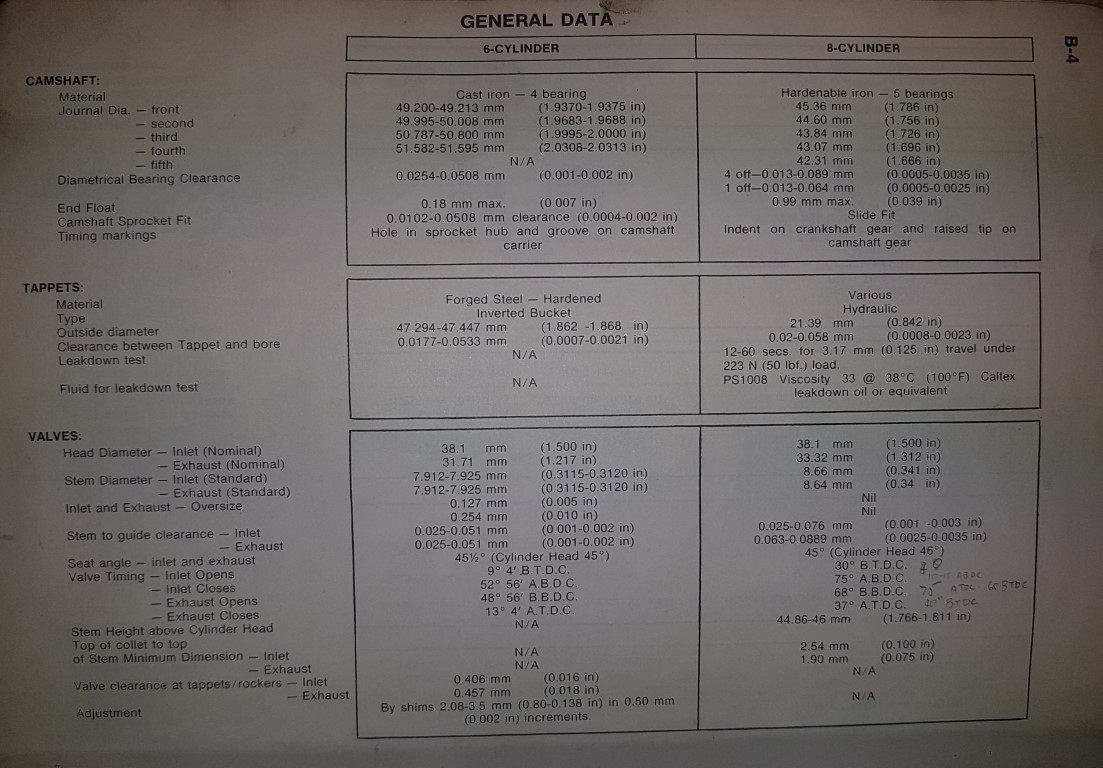 GENERAL DATA
B-4
6-CYLINDER 8-CYLINDER
CAMSHAFT:
Material Cast iron — 4 bearing Hardenable iron — 5 bearings
Journal Dia. — front 49.200-49.213 mm (1.9370-1.9375 in) 45.36 mm (1.786 in)
— second 49.995-50.008 mm (1.9683-1.9688 in) 44.60 mm (1.756 in)
— third 50.787-50.800 mm (1.9995-2.0000 in) 43.84 mm (1.726 in)
— fourth 51.582-51.595 mm (2.0308-2.0313 in) 43.07 mm (1.696 in)
— fifth N/A 42.31 mm (1.666 in)
Diametrical Bearing Clearance 0.0254-0.0508 mm (0.001-0.002 in) 4 off—0.013-0.089 mm (0.0005-0.0035 in)
1 off—0.013-0.064 mm (0.0005-0.0025 in)
End Float 0.18 mm max. (0.007 in) 0.99 mm max. (0.039 in)
Camshaft Sprocket Fit 0.0102-0.0508 mm clearance (0.0004-0.002 in) Slide Fit
Timing markings Hole in sprocket hub and groove on camshaft Indent on crankshaft gear and raised tip on
carrier camshaft gear
TAPPETS:
Material Forged Steel — Hardened Various
Type Inverted Bucket Hydraulic
Outside diameter 47.294-47.447 mm (1.862 -1.868 in) 21.39 mm (0.842 in)
Clearance between Tappet and bore 0.0177-0.0533 mm (0.0007-0.0021 in) 0.02-0.058 mm (0.0008-0.0023 in)
Leakdown test N/A 12-60 secs. for 3.17 mm (0.125 in) travel under
223 N (50 lbf.) load.
Fluid for leakdown test N/A PS1008 Viscosity 33 @ 38°C (100°F) Caltex
leakdown oil or equivalent
VALVES:
Head Diameter — Inlet (Nominal) 38.1 mm (1.500 in) 38.1 mm (1.500 in)
— Exhaust (Nominal) 31.71 mm (1.217 in) 33.32 mm (1.312 in)
Stem Diameter — Inlet (Standard) 7.912-7.925 mm (0.3115-0.3120 in) 8.66 mm (0.341 in)
— Exhaust (Standard) 7.912-7.925 mm (0.3115-0.3120 in) 8.64 mm (0.34 in)
Inlet and Exhaust — Oversize 0.127 mm (0.005 in) Nil
0.254 mm (0.010 in) Nil
Stem to guide clearance — Inlet 0.025-0.051 mm (0.001-0.002 in) 0.025-0.076 mm (0.001 -0.003 in)
— Exhaust 0.025-0.051 mm (0.001-0.002 in) 0.063-0.0889 mm (0.0025-0.0035 in)
Seat angle — inlet and exhaust 45½° (Cylinder Head 45°) 45° (Cylinder Head 46°)
Valve Timing — Inlet Opens 9° 4′ B.T.D.C. 30° B.T.D.C.
— Inlet Closes 52° 56′ A.B.D.C. 75° A.B.D.C.
— Exhaust Opens 48° 56′ B.B.D.C. 68° B.B.D.C. 75
— Exhaust Closes 13° 4′ A.T.D.C. 37° A.T.D.C.
Stem Height above Cylinder Head N/A 44.86-46 mm (1.766-1.811 in)
Top of collet to top
of Stem Minimum Dimension — Inlet N/A 2.54 mm (0.100 in)
— Exhaust N/A 1.90 mm (0.075 in)
Valve clearance at tappets/rockers — Inlet 0.406 mm (0.016 in) N/A
— Exhaust 0.457 mm (0.018 in) N/A
Adjustment By shims 2.08-3.5 mm (0.80-0.138 in) in 0.50 mm
(0.002 in) increments.